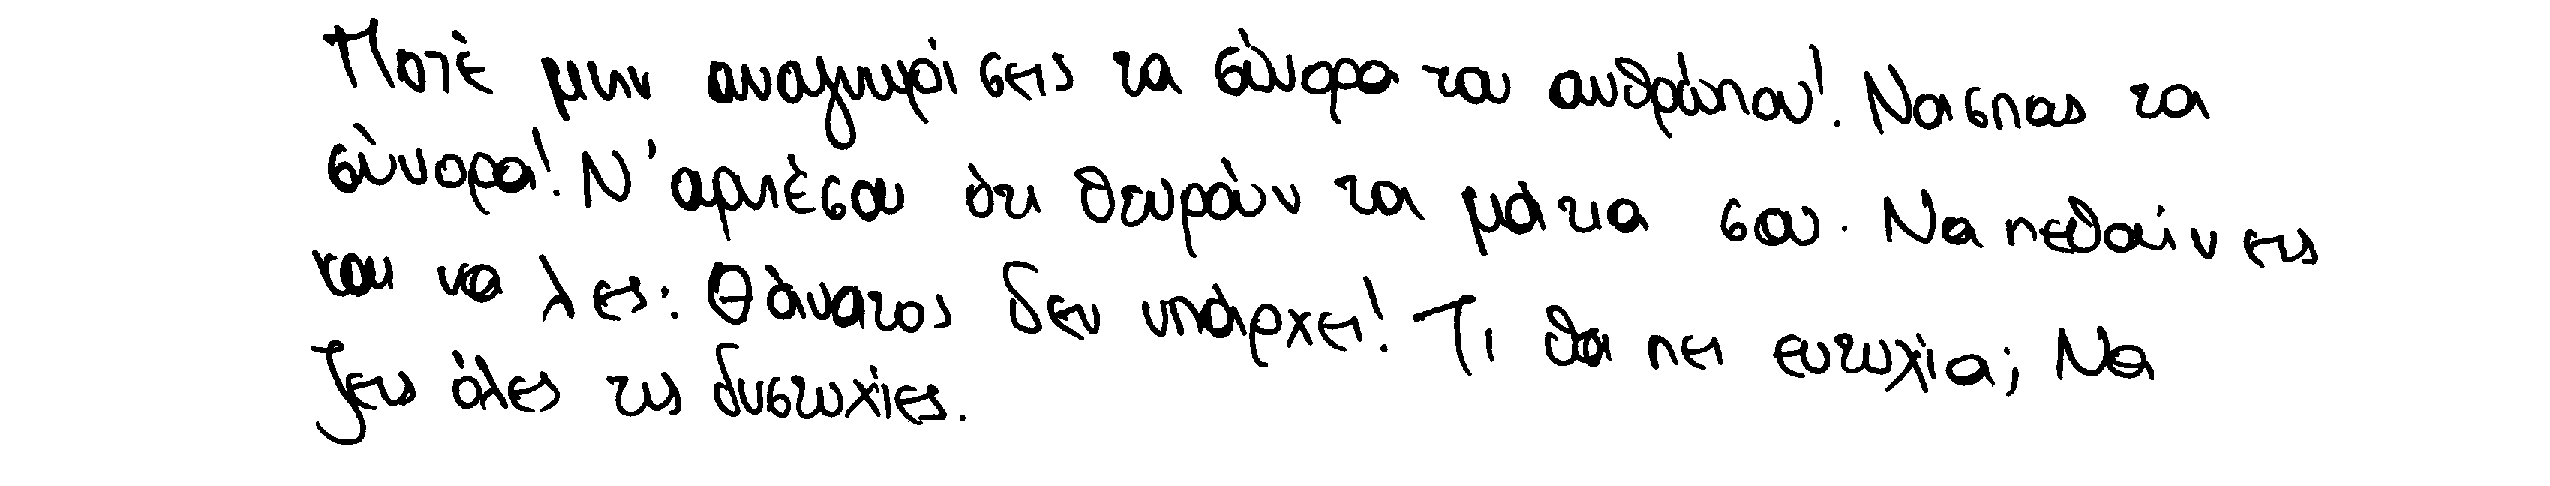 Ποτέ μην αναγνωρίσεις τα σύνορα του ανθρώπου! Να σπας τα
σύνορα! Ν' αρνιέσαι ότι θωρούν τα μάτια σου. Να πεθαίνεις
και να λες: Θάνατος δεν υπάρχει! Τι θα πει ευτυχία; Να
ζεις όλες τις δυστυχίες.